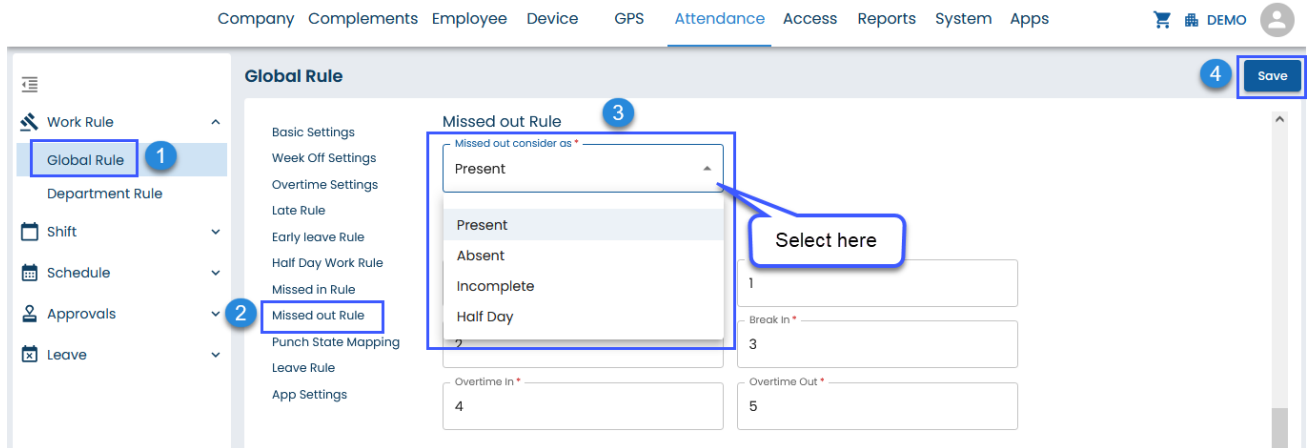 Company Complements Employee Device GPS Attendance Access Reports System Apps DEMO
Global Rule
4
Save
Work Rule
1
Global Rule
Department Rule
Shift
Schedule
2
Approvals
Leave
Basic Settings
Week Off Settings
Overtime Settings
Late Rule
Early leave Rule
Half Day Work Rule
Missed in Rule
Missed out Rule
Punch State Mapping
Leave Rule
App Settings
Missed out Rule
3
Missed out consider as *
Present
Present
Absent
Incomplete
Half Day
Select here
1
2
Break In *
3
Overtime In *
4
Overtime Out *
5